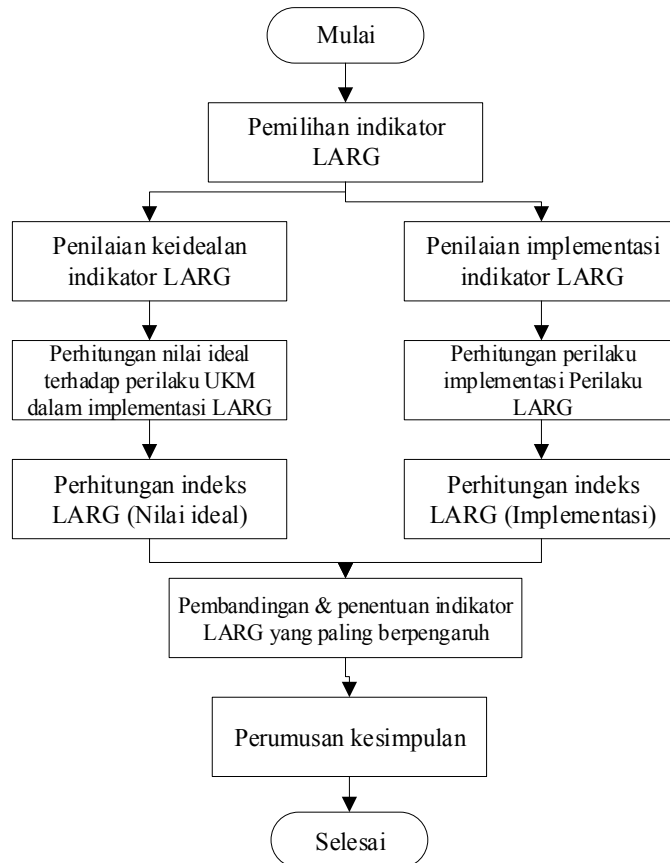 Mulai
Pemilihan indikator
LARG
Penilaian keidealan
indikator LARG
Penilaian implementasi
indikator LARG
Perhitungan nilai ideal
terhadap perilaku UKM
dalam implementasi LARG
Perhitungan perilaku
implementasi Perilaku
LARG
Perhitungan indeks
LARG (Nilai ideal)
Perhitungan indeks
LARG (Implementasi)
Pembandingan & penentuan indikator
LARG yang paling berpengaruh
Perumusan kesimpulan
Selesai